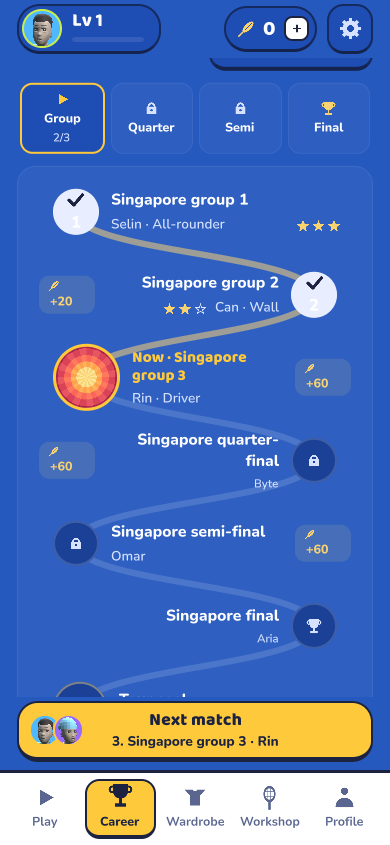 Lv 1
0
+
Group
2/3
Quarter
Semi
Final
Singapore group 1
1
Selin · All-rounder
Singapore group 2
+20
Can · Wall
2
Now · Singapore
group 3
+60
Rin · Driver
Singapore quarter-
final
+60
Byte
Singapore semi-final
+60
Omar
Singapore final
Aria
Next match
3. Singapore group 3 · Rin
Play
Career
Wardrobe
Workshop
Profile